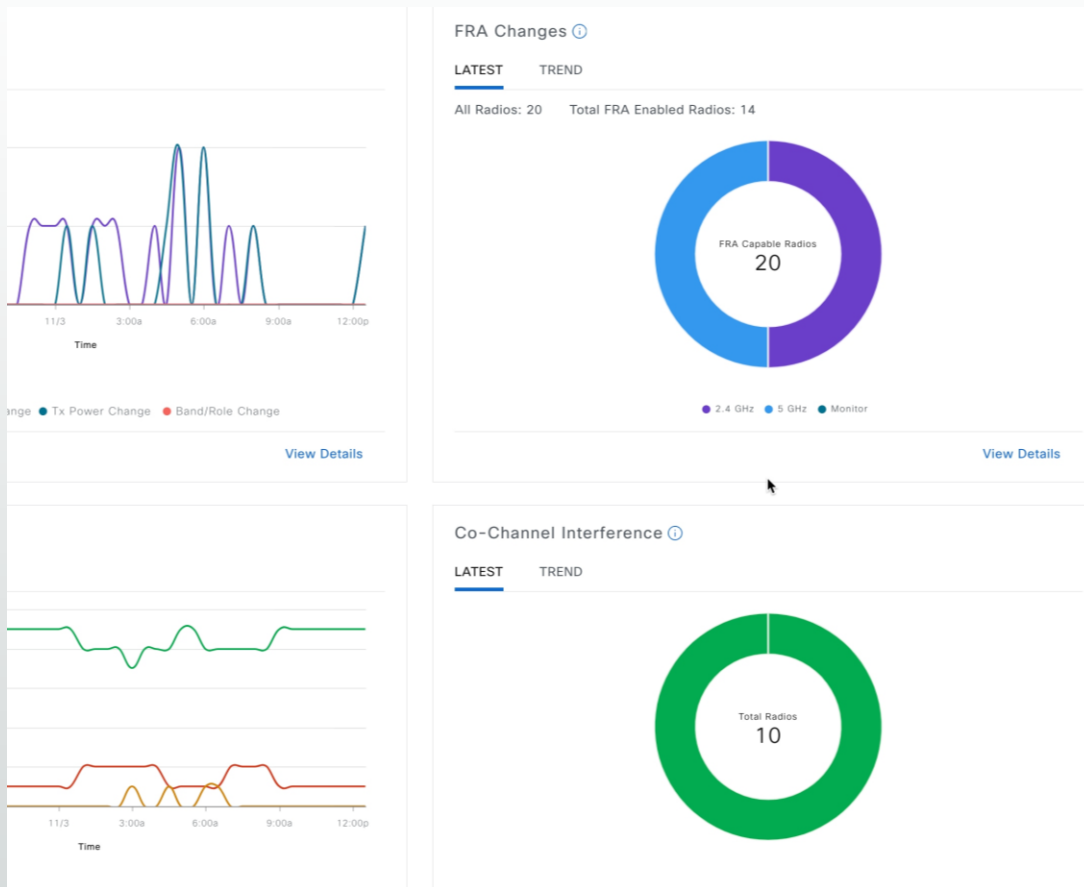 11/3 3:00a 6:00a 9:00a 12:00p
Time
Tx Power Change Band/Role Change
View Details
FRA Changes
LATEST TREND
All Radios: 20 Total FRA Enabled Radios: 14
FRA Capable Radios
20
2.4 GHz 5 GHz Monitor
View Details
11/3 3:00a 6:00a 9:00a 12:00p
Time
Co-Channel Interference
LATEST TREND
Total Radios
10